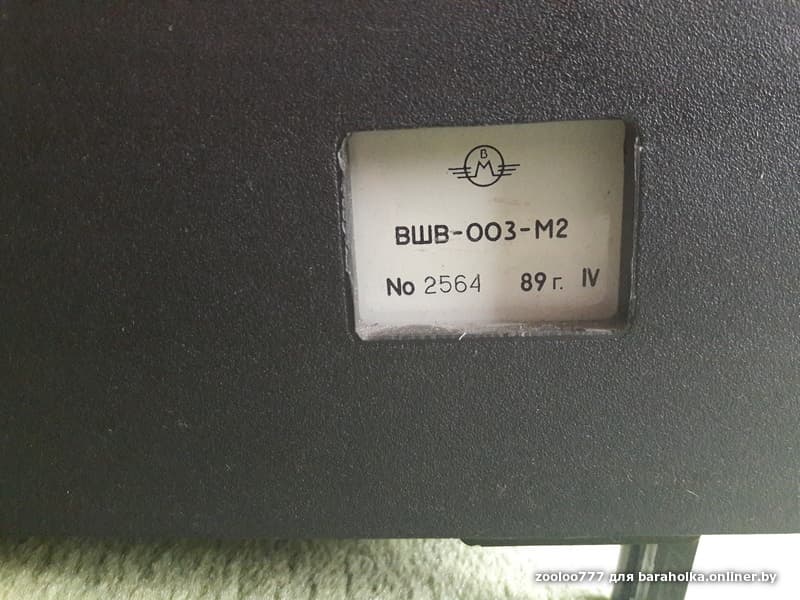 В
М
ВШВ-003-М2
No 2564 89 г. IV
zooloo777 для baraholka.onliner.by